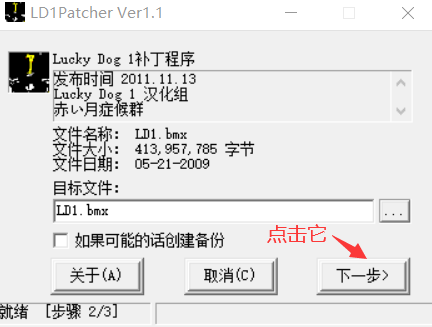 LD1Patcher Ver1.1
Lucky Dog 1补丁程序
发布时间 2011.11.13
Lucky Dog 1 汉化组
赤い月症候群
文件名称: LD1.bmx
文件大小: 413,957,785 字节
文件日期: 05-21-2009
目标文件:
LD1.bmx
...
如果可能的话创建备份
点击它
关于(A) 取消(C) 下一步>
就绪 [步骤 2/3]